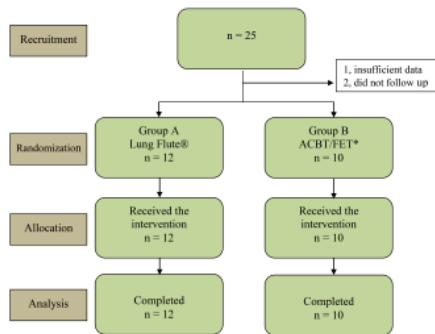 Recruitment
n = 25
1, insufficient data
2, did not follow up
Randomization
Group A
Lung Flute®
n = 12
Group B
ACBT/FET*
n = 10
Allocation
Received the
intervention
n = 12
Received the
intervention
n = 10
Analysis
Completed
n = 12
Completed
n = 10